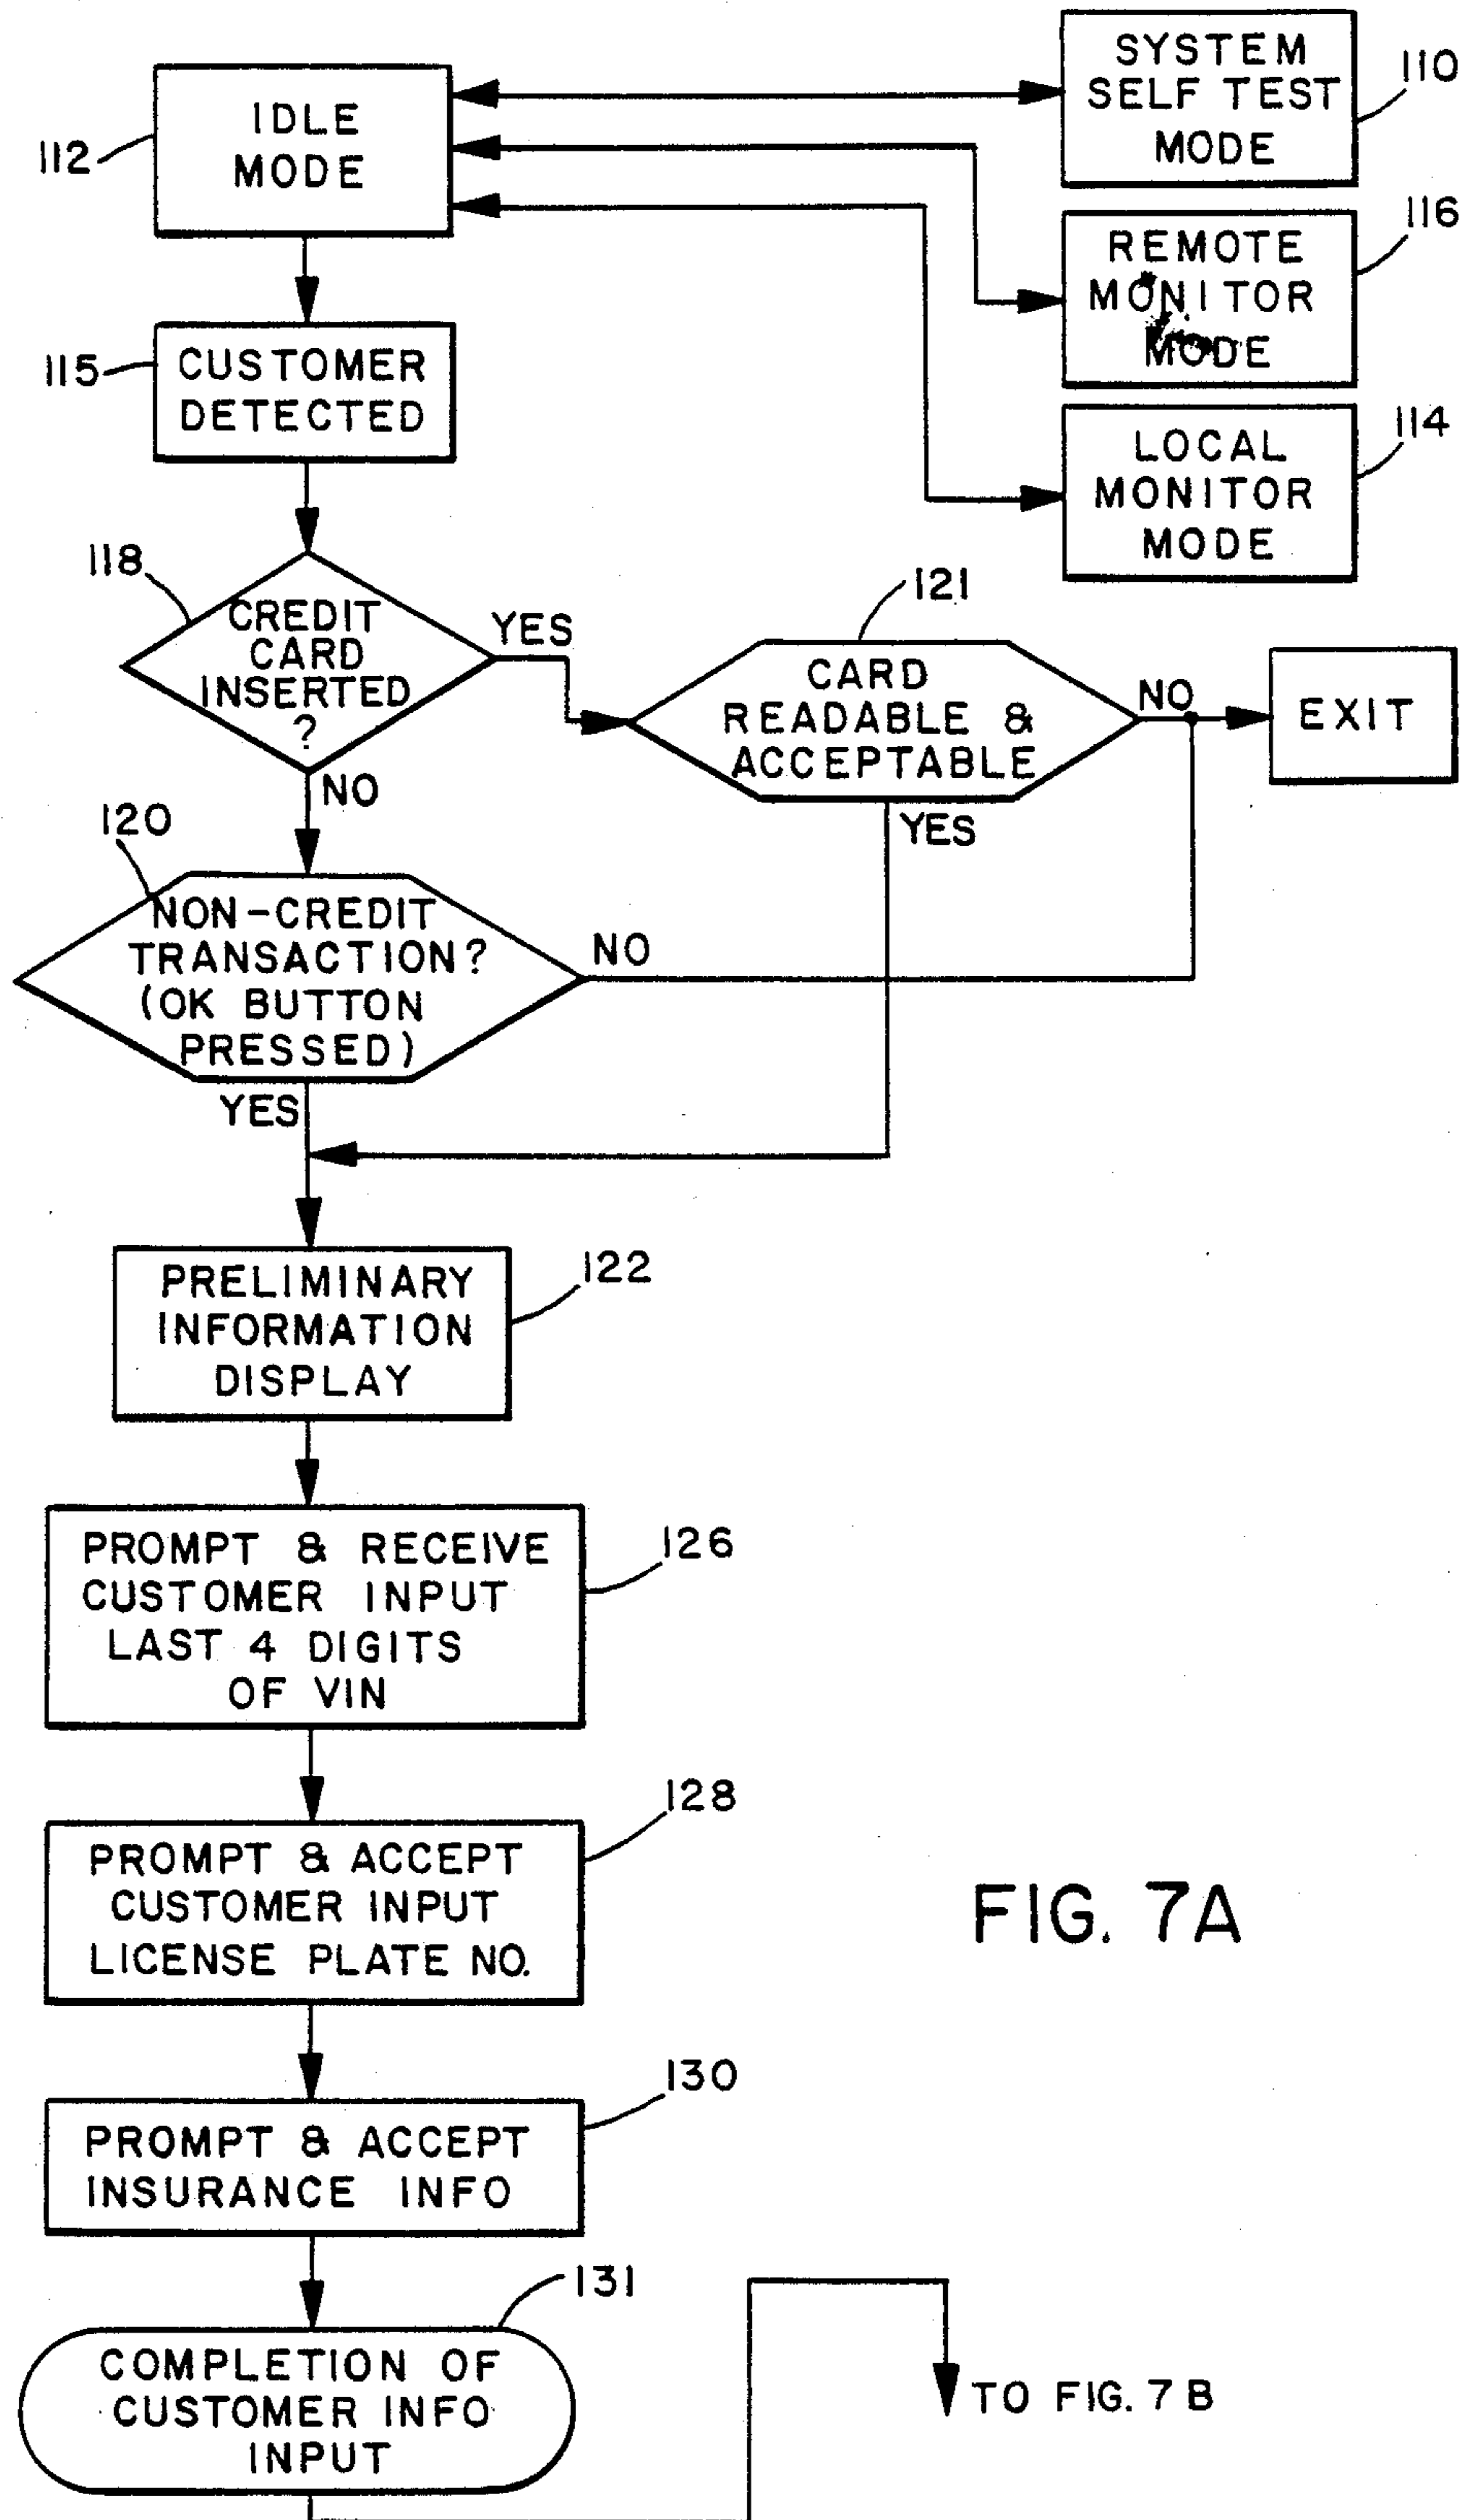 SYSTEM
SELF TEST
MODE
110
IDLE
MODE
112
REMOTE
MONITOR
MODE
116
CUSTOMER
DETECTED
115
LOCAL
MONITOR
MODE
114
118
CREDIT
CARD
INSERTED
?
YES
NO
121
CARD
READABLE &
ACCEPTABLE
NO
YES
EXIT
120
NON-CREDIT
TRANSACTION?
(OK BUTTON
PRESSED)
NO
YES
PRELIMINARY
INFORMATION
DISPLAY
122
PROMPT & RECEIVE
CUSTOMER INPUT
LAST 4 DIGITS
OF VIN
126
PROMPT & ACCEPT
CUSTOMER INPUT
LICENSE PLATE NO.
128
FIG. 7A
PROMPT & ACCEPT
INSURANCE INFO
130
131
COMPLETION OF
CUSTOMER INFO
INPUT
TO FIG. 7B